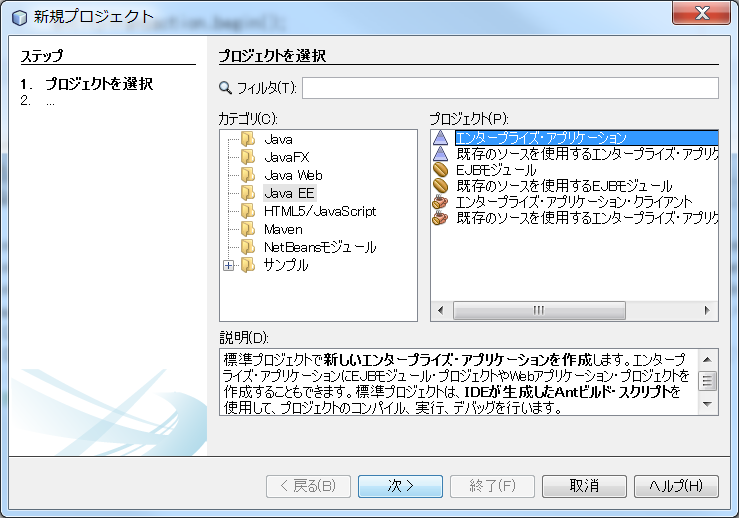 新規プロジェクト
ステップ
1. プロジェクトを選択
2. ...
プロジェクトを選択
フィルタ(T):
カテゴリ(C):
Java
JavaFX
Java Web
Java EE
HTML5/JavaScript
Maven
NetBeansモジュール
サンプル
プロジェクト(P):
エンタープライズ・アプリケーション
既存のソースを使用するエンタープライズ・アプリケ
EJBモジュール
既存のソースを使用するEJBモジュール
エンタープライズ・アプリケーション・クライアント
既存のソースを使用するエンタープライズ・アプリケ
説明(D):
標準プロジェクトで新しいエンタープライズ・アプリケーションを作成します。エンタープ
ライズ・アプリケーションにEJBモジュール・プロジェクトやWebアプリケーション・プロジェクトを
作成することもできます。標準プロジェクトは、IDEが生成したAntビルド・スクリプトを
使用して、プロジェクトのコンパイル、実行、デバッグを行います。
< 戻る(B)
次 >
終了(F)
取消
ヘルプ(H)